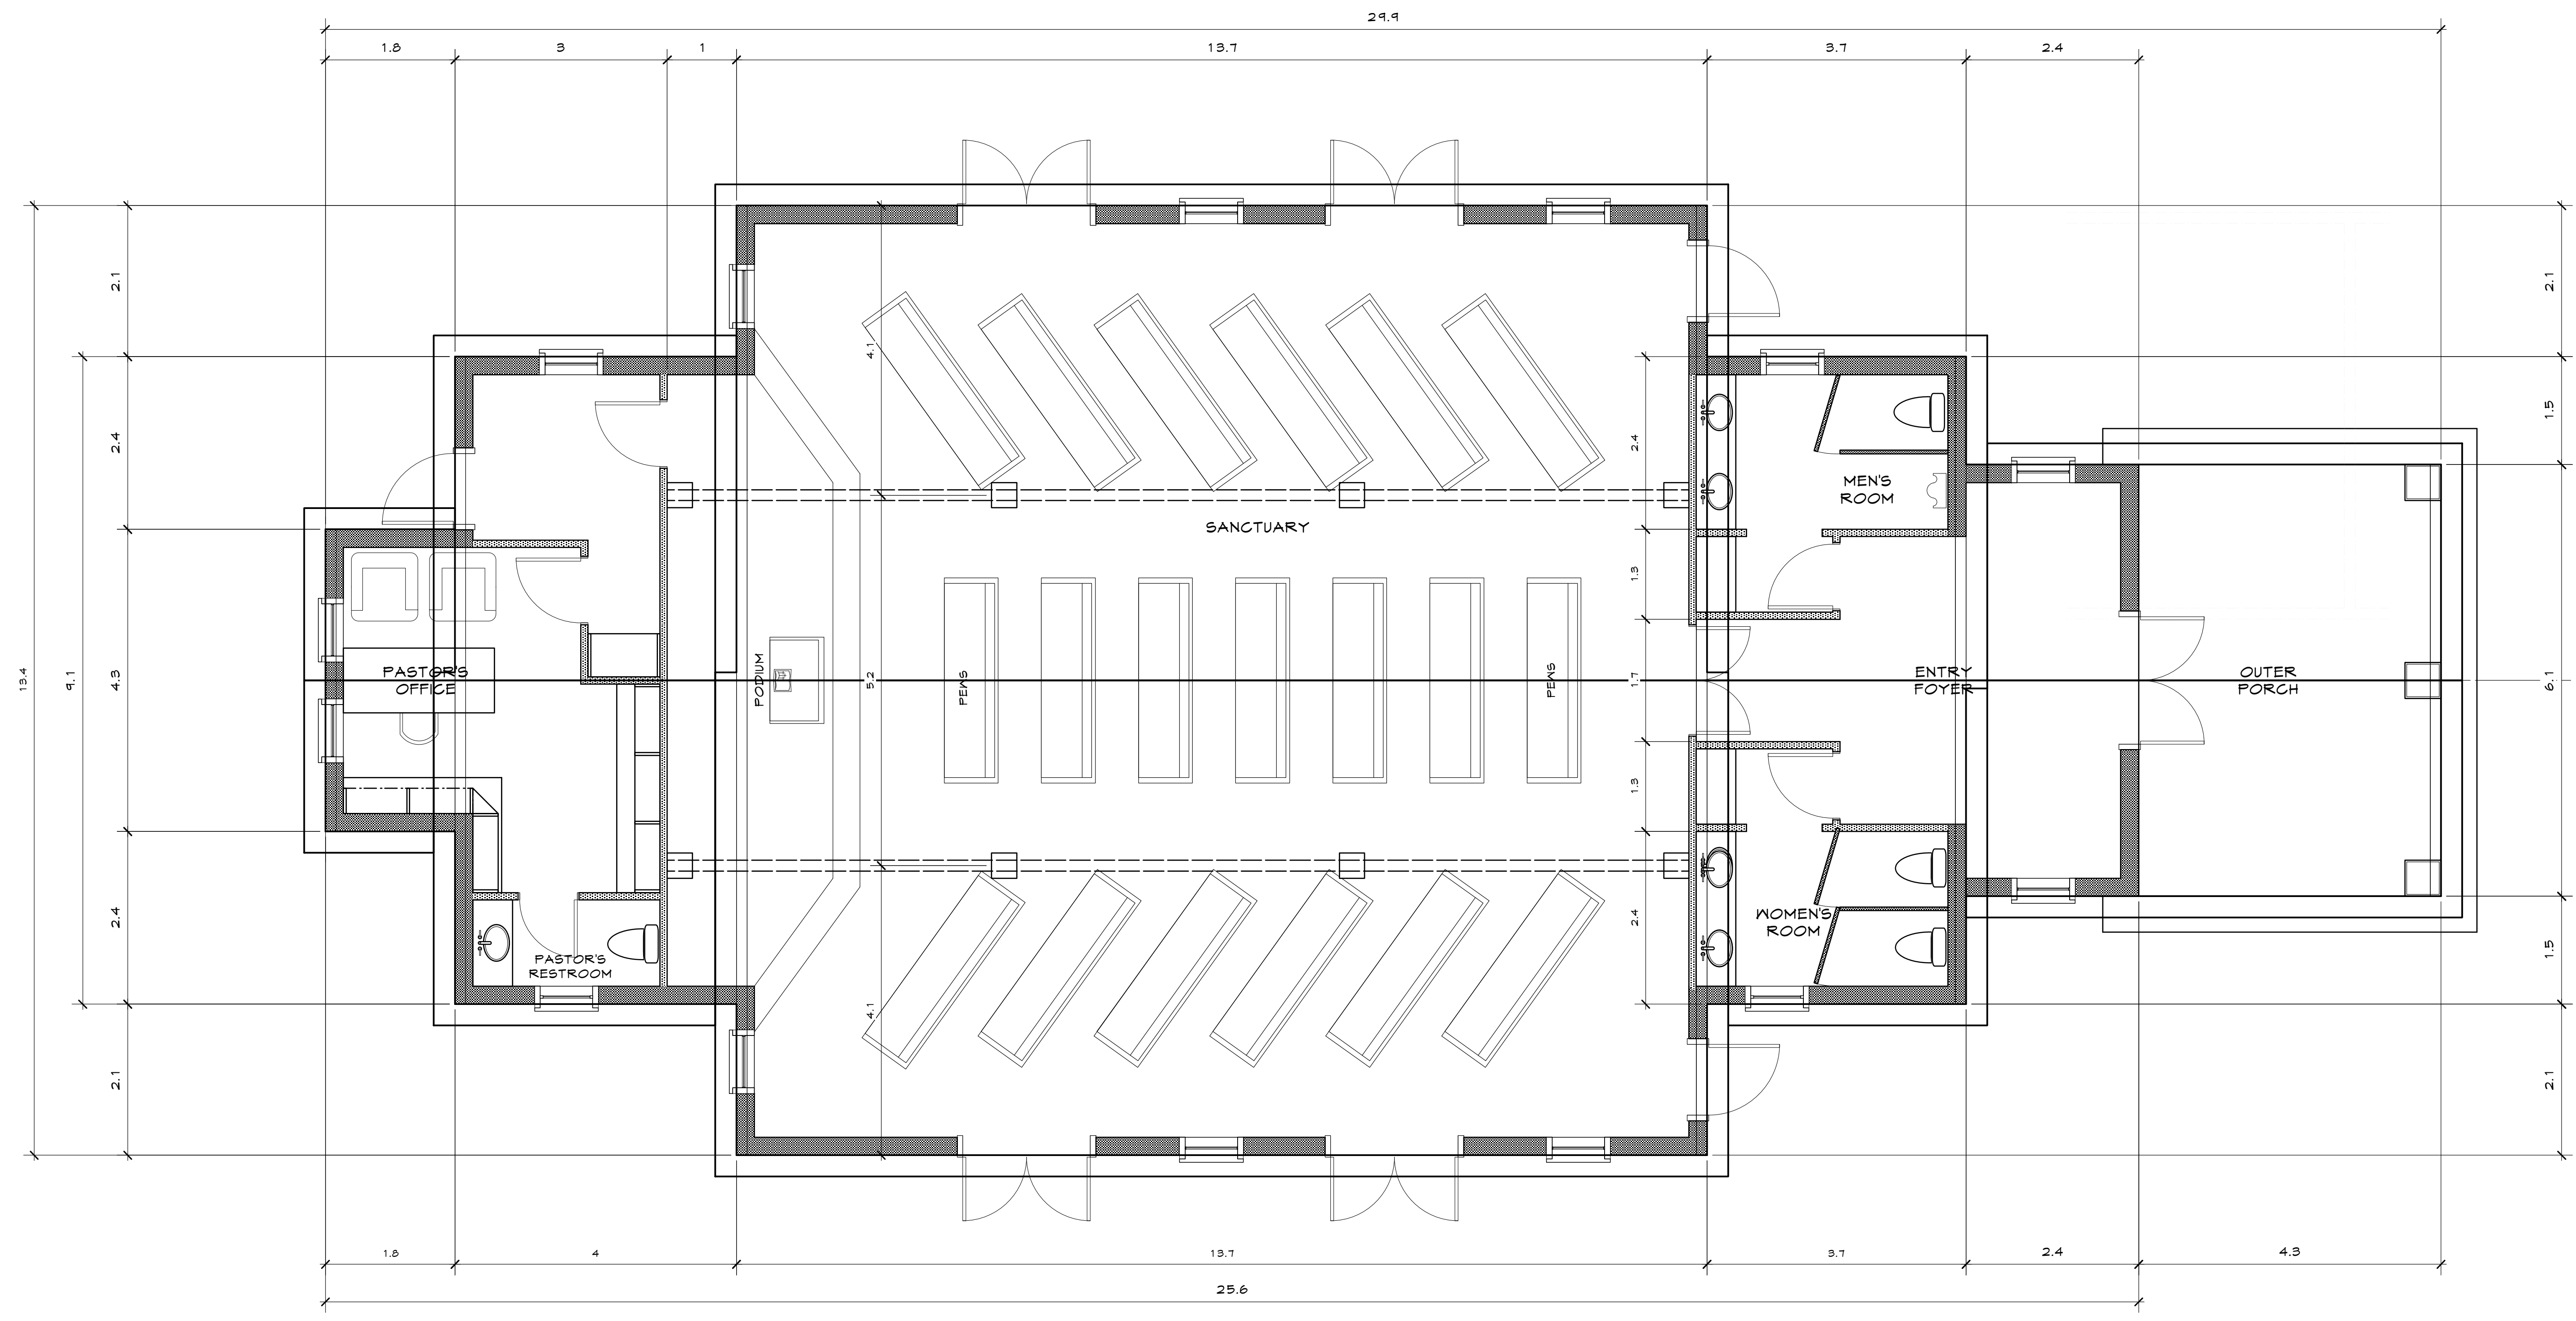 29.9
1.8
3
1
13.7
3.7
2.4
2.1
2.1
4.1
2.4
1.5
2.4
MEN'S
ROOM
SANCTUARY
1.3
13.4
9.1
4.3
PASTOR'S
OFFICE
PODIUM
5.2
PEWS
PEWS
1.7
ENTRY
FOYER
OUTER
PORCH
6.1
1.3
2.4
2.4
WOMEN'S
ROOM
1.5
PASTOR'S
RESTROOM
4.1
2.1
2.1
1.8
4
13.7
3.7
2.4
4.3
25.6